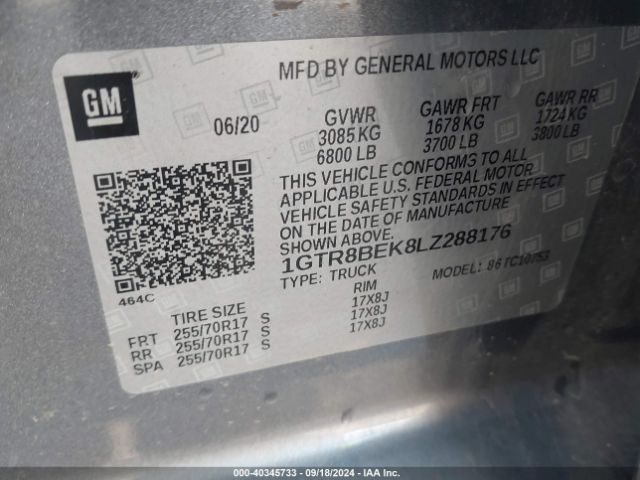 MFD BY GENERAL MOTORS LLC
GM
06/20
GVWR GAWR FRT GAWR RR
3085 KG 1678 KG 1724 KG
6800 LB 3700 LB 3800 LB
THIS VEHICLE CONFORMS TO ALL
APPLICABLE U.S. FEDERAL MOTOR
VEHICLE SAFETY STANDARDS IN EFFECT
ON THE DATE OF MANUFACTURE
SHOWN ABOVE.
1GTR8BEK8LZ288176
TYPE: TRUCK MODEL:
464C
TIRE SIZE RIM
FRT 255/70R17 S 17X8J
RR 255/70R17 S 17X8J
SPA 255/70R17 S 17X8J
0000 - 40345733 - 09/18/2024 - IAA Inc.